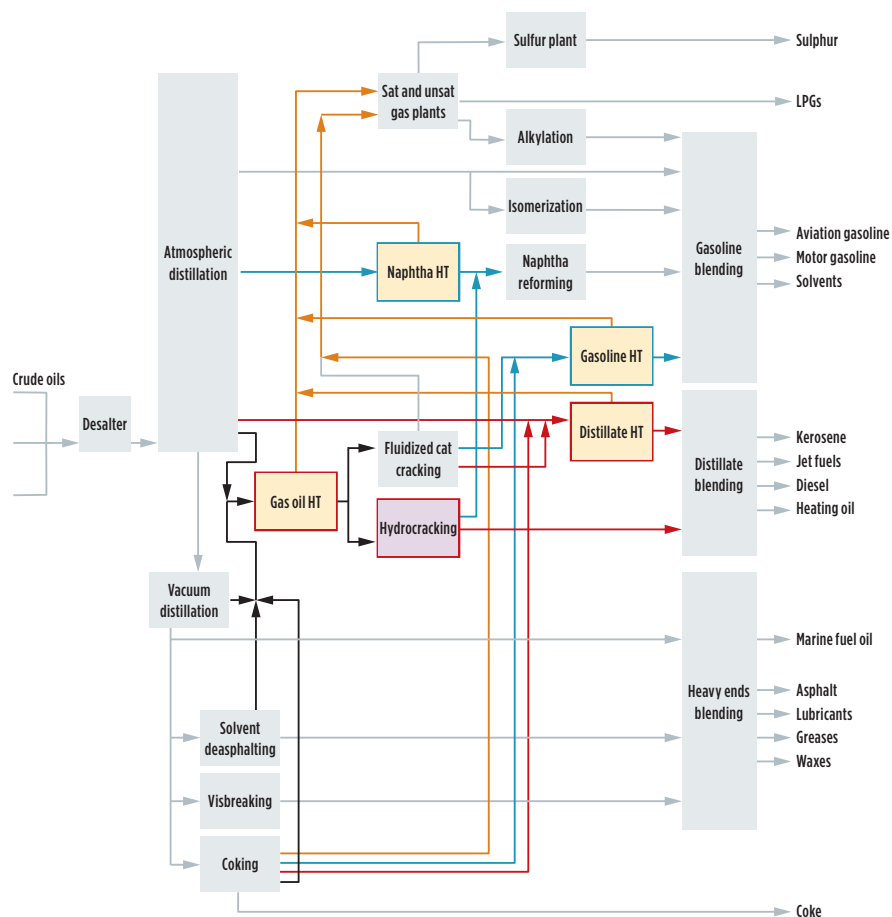 Sulfur plant
Sulphur
Sat and unsat
gas plants
LPGs
Alkylation
Isomerization
Atmospheric
distillation
Naphtha HT
Naphtha
reforming
Gasoline
blending
Aviation gasoline
Motor gasoline
Solvents
Gasoline HT
Crude oils
Desalter
Fluidized cat
cracking
Distillate HT
Gas oil HT
Hydrocracking
Distillate
blending
Kerosene
Jet fuels
Diesel
Heating oil
Vacuum
distillation
Marine fuel oil
Heavy ends
blending
Asphalt
Lubricants
Greases
Waxes
Solvent
deasphalting
Visbreaking
Coking
Coke